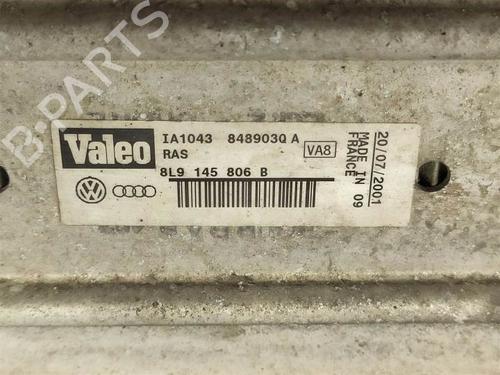 B-PARTS
Valeo
IA1043 848903Q A
RAS
VA8
8L9 145 806 B
20/07/2001
MADE IN 09
FRANCE